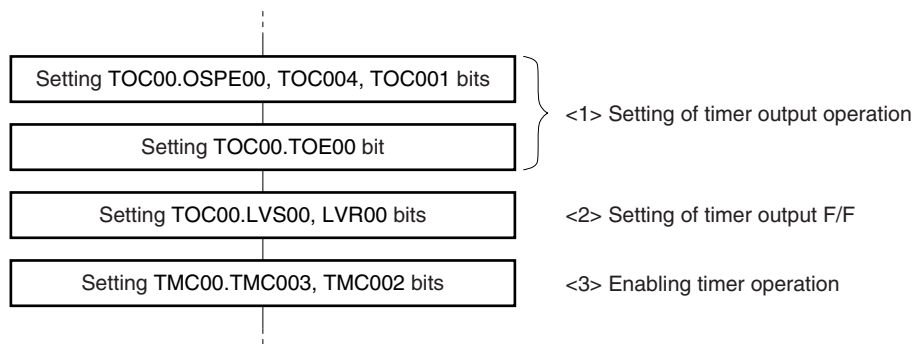 Setting TOC00.OSPE00, TOC004, TOC001 bits
<1> Setting of timer output operation
Setting TOC00.TOE00 bit
Setting TOC00.LVS00, LVR00 bits
<2> Setting of timer output F/F
Setting TMC00.TMC003, TMC002 bits
<3> Enabling timer operation